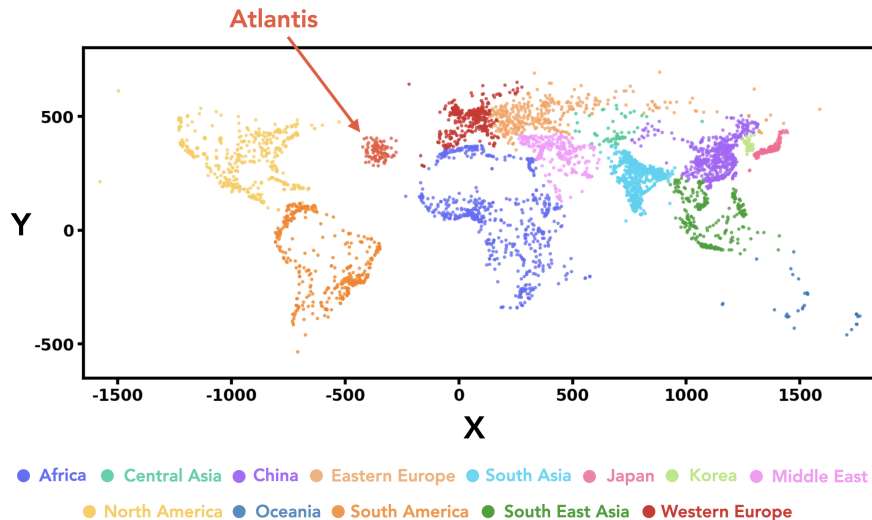 Atlantis
500
0
-500
Y
-1500 -1000 -500 0 500 1000 1500
X
Africa Central Asia China Eastern Europe South Asia Japan Korea Middle East
North America Oceania South America South East Asia Western Europe